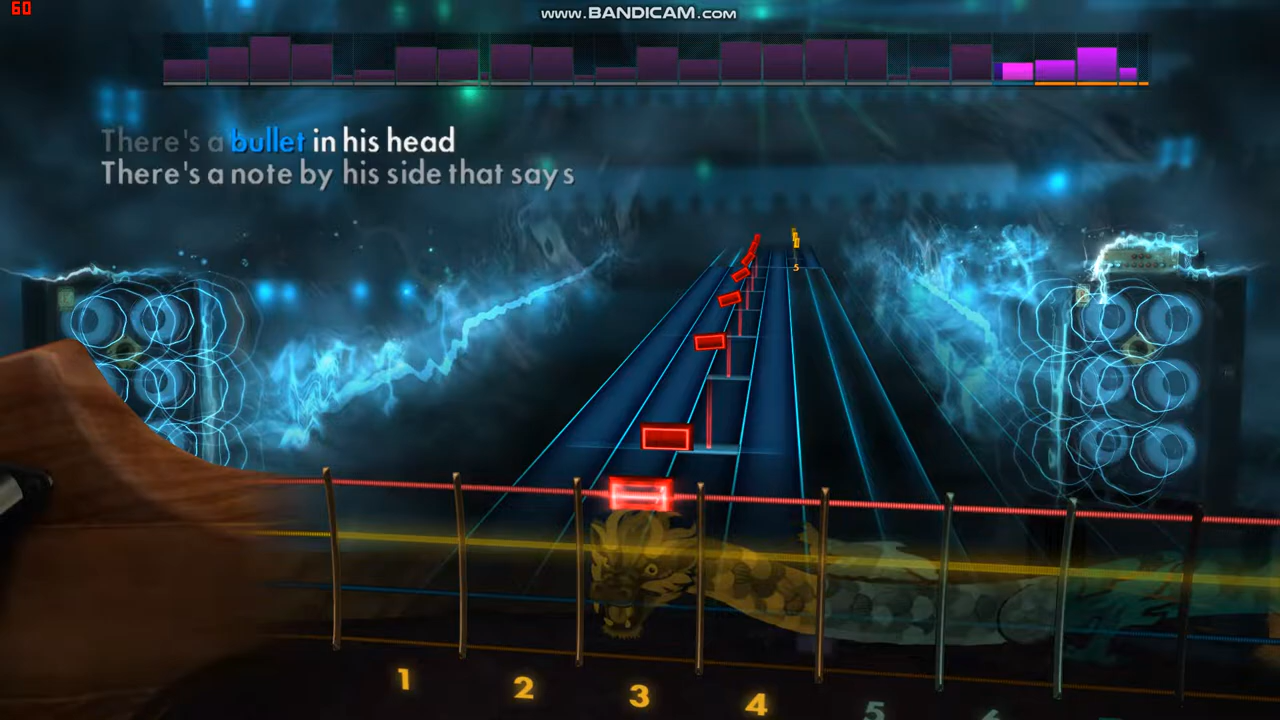 60
www.BANDICAM.com
There's a bullet in his head
There's a note by his side that says
5
1 2 3 4 5